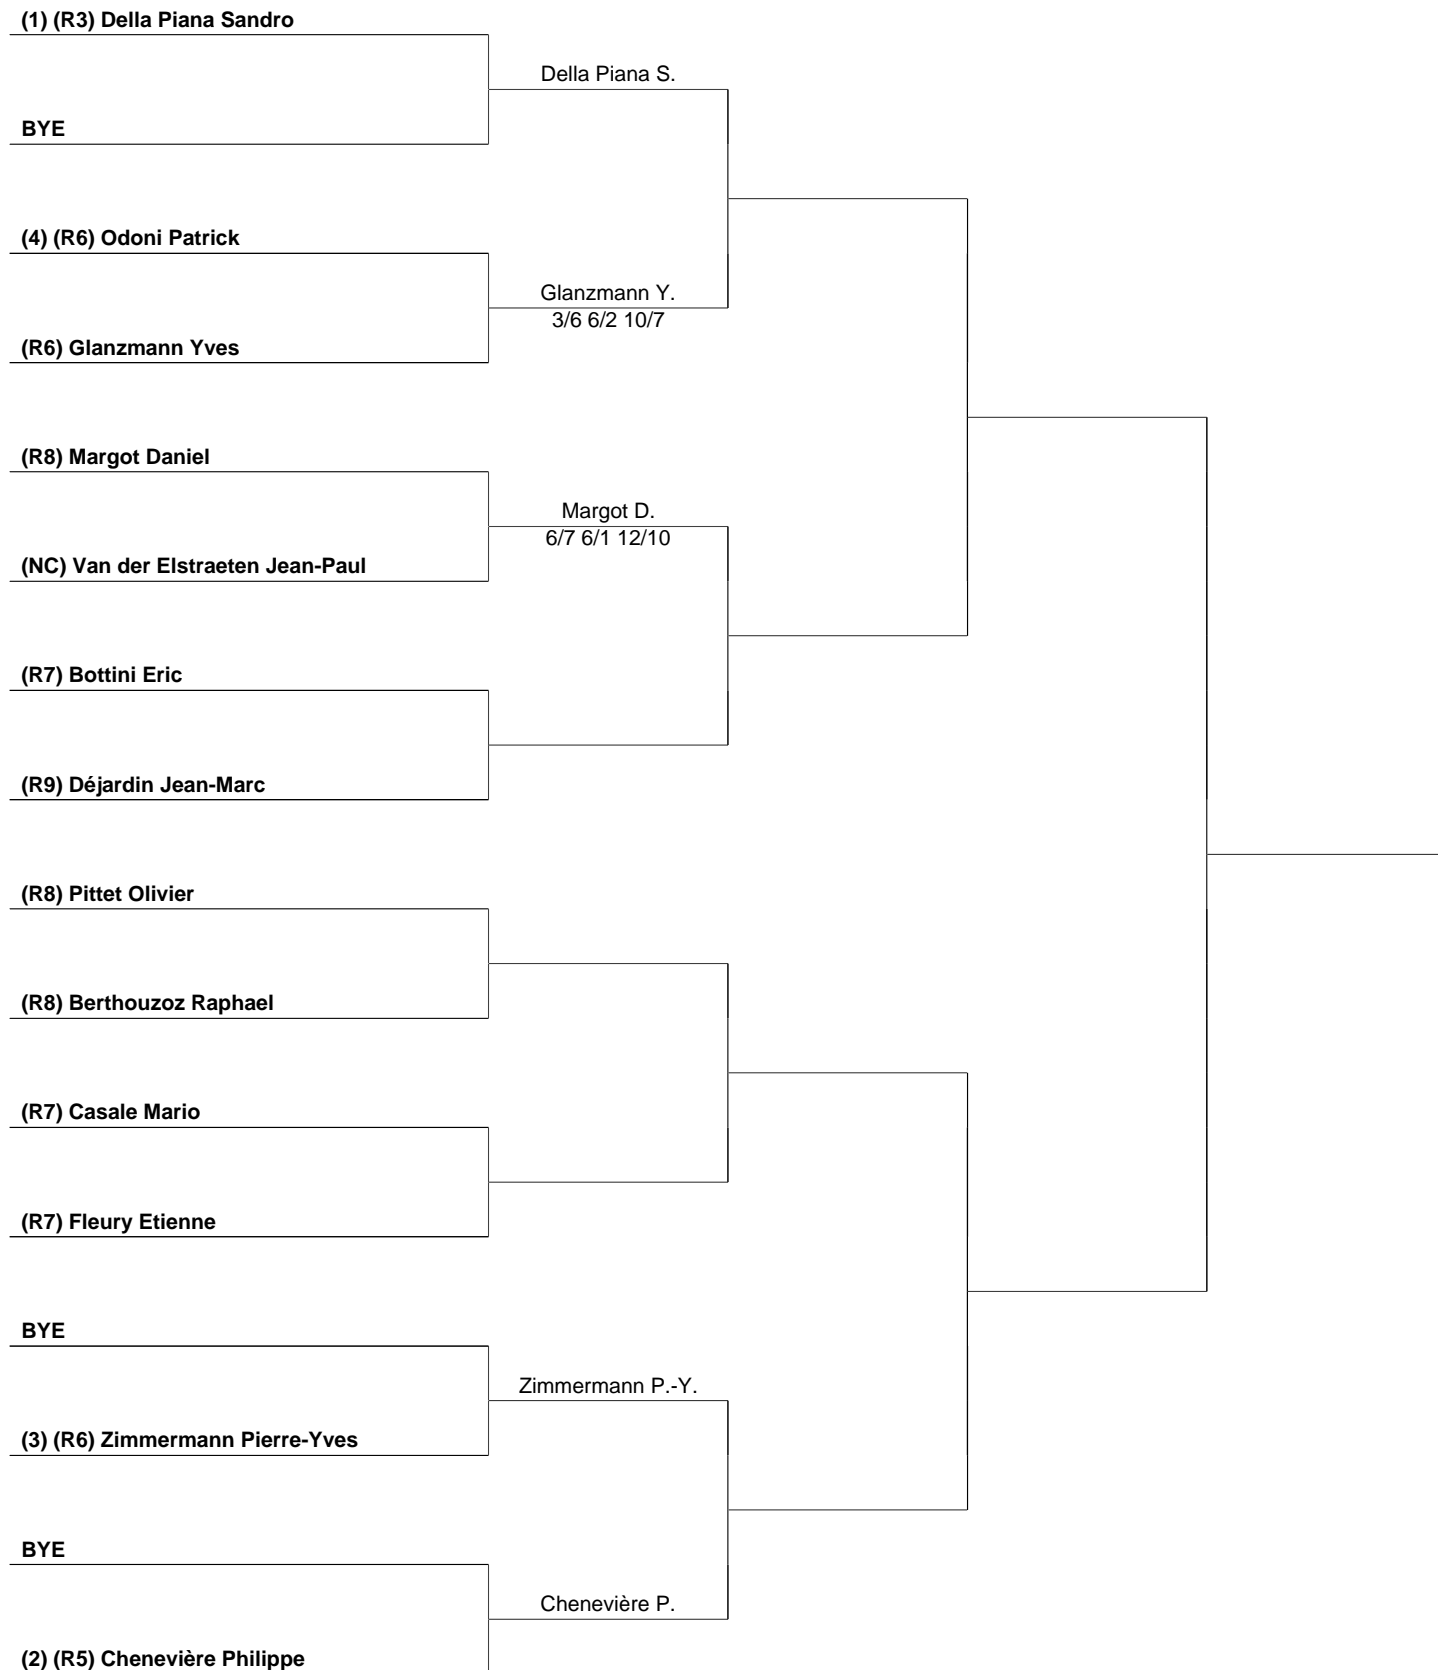 (1) (R3) Della Piana Sandro
Della Piana S.
BYE
(4) (R6) Odoni Patrick
Glanzmann Y.
3/6 6/2 10/7
(R6) Glanzmann Yves
(R8) Margot Daniel
Margot D.
6/7 6/1 12/10
(NC) Van der Elstraeten Jean-Paul
(R7) Bottini Eric
(R9) Déjardin Jean-Marc
(R8) Pittet Olivier
(R8) Berthouzoz Raphael
(R7) Casale Mario
(R7) Fleury Etienne
BYE
Zimmermann P.-Y.
(3) (R6) Zimmermann Pierre-Yves
BYE
Chenevière P.
(2) (R5) Chenevière Philippe